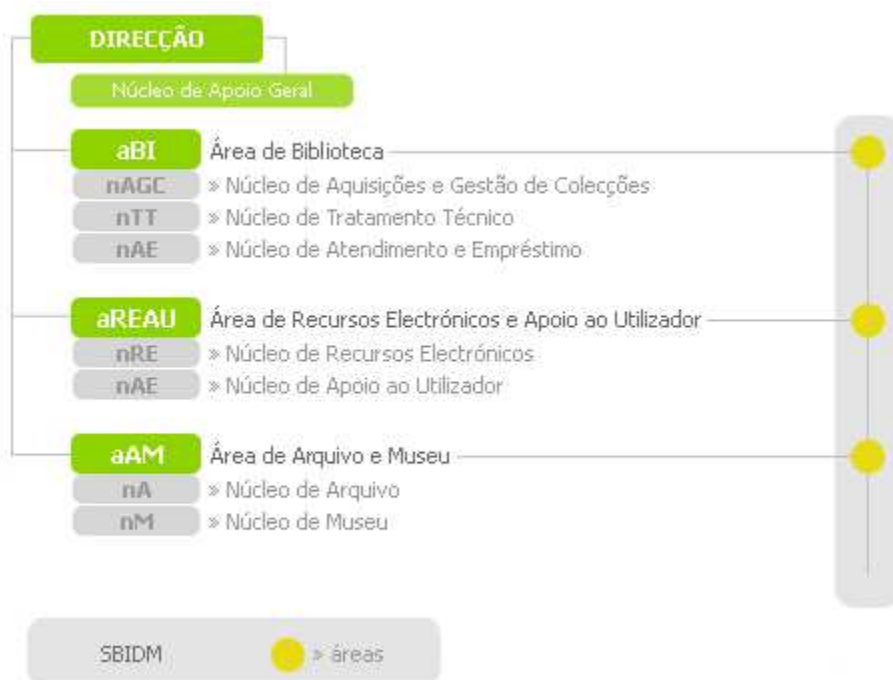 DIRECÇÃO
Núcleo de Apoio Geral
aBI Área de Biblioteca
nAGC » Núcleo de Aquisições e Gestão de Colecções
nTT » Núcleo de Tratamento Técnico
nAE » Núcleo de Atendimento e Empréstimo
aREAU Área de Recursos Electrónicos e Apoio ao Utilizador
nRE » Núcleo de Recursos Electrónicos
nAE » Núcleo de Apoio ao Utilizador
aAM Área de Arquivo e Museu
nA » Núcleo de Arquivo
nM » Núcleo de Museu
SBIDM » áreas